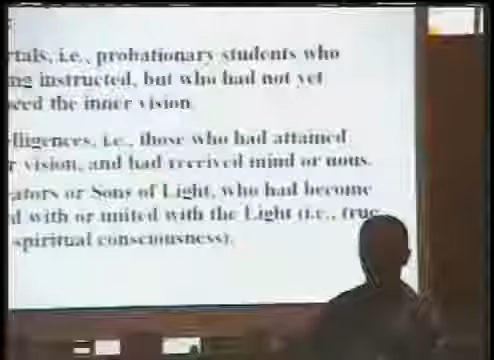 rtals, i.e., probationary students who
ng instructed, but who had not yet
ped the inner vision.
lligences, i.e., those who had attained
r vision, and had received mind or nous.
ators or Sons of Light, who had become
d with or united with the Light (i.e., true
spiritual consciousness).